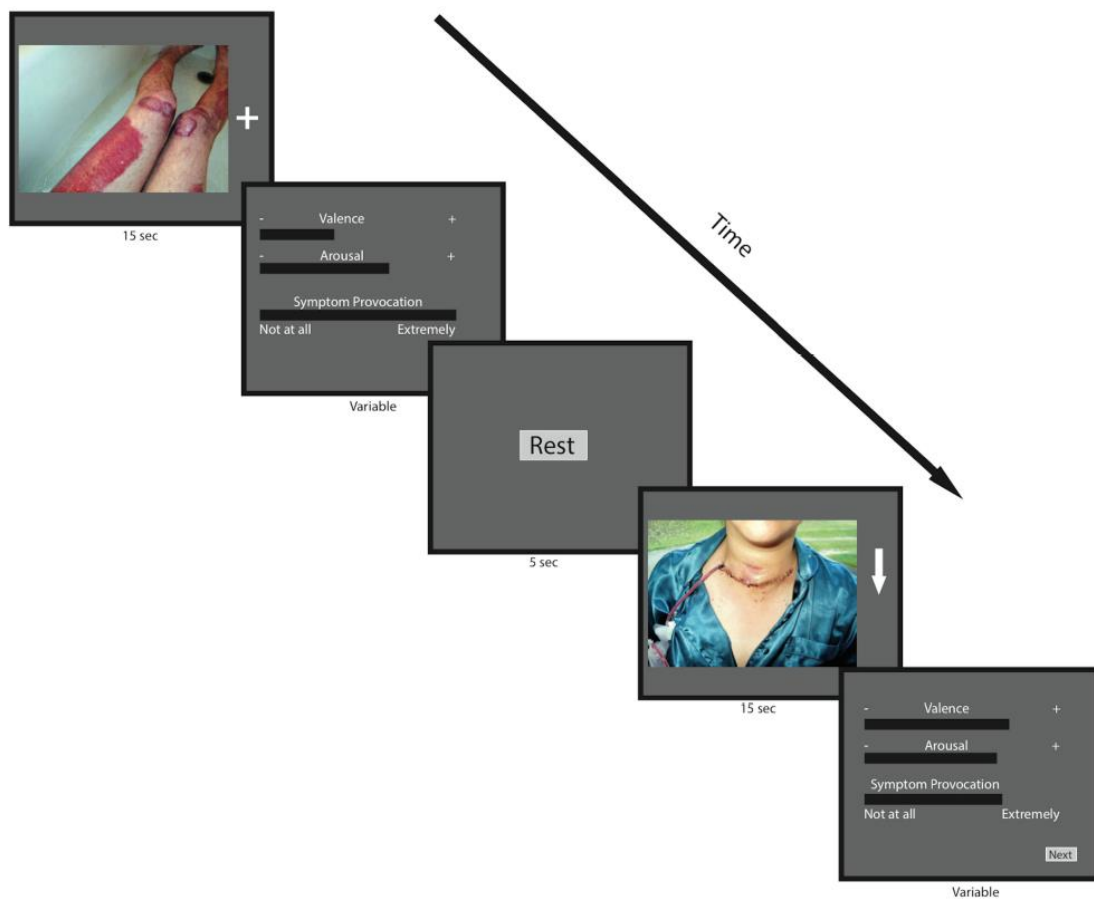 +
15 sec
Time
- Valence +
- Arousal +
Symptom Provocation
Not at all Extremely
Variable
Rest
5 sec
15 sec
- Valence +
- Arousal +
Symptom Provocation
Not at all Extremely
Next
Variable